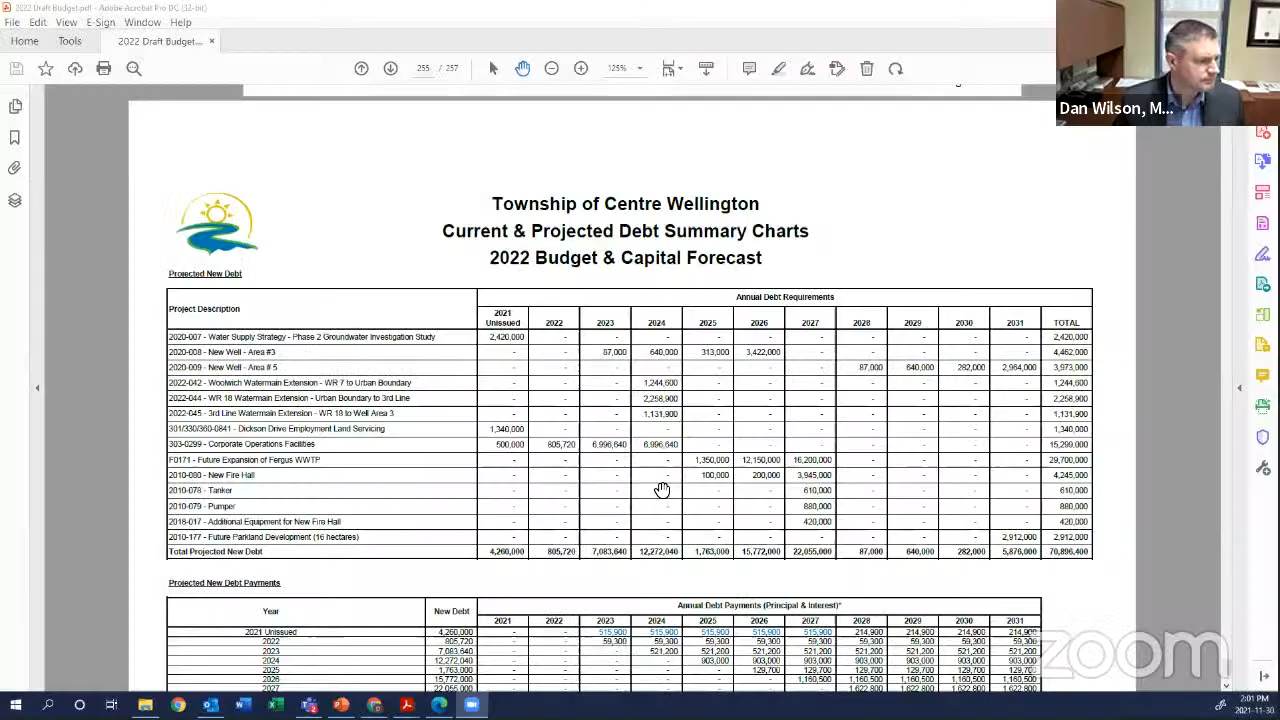 2022 Draft Budget.pdf - Adobe Acrobat Pro DC (32-bit)
File Edit View E-Sign Window Help
Home Tools 2022 Draft Budget... ×
255 / 257 125%
Dan Wilson, M...
Township of Centre Wellington
Current & Projected Debt Summary Charts
2022 Budget & Capital Forecast
Projected New Debt
Annual Debt Requirements
Project Description 2021 Unissued 2022 2023 2024 2025 2026 2027 2028 2029 2030 2031 TOTAL
2020-007 - Water Supply Strategy - Phase 2 Groundwater Investigation Study 2,420,000 - - - - - - - - - - 2,420,000
2020-008 - New Well - Area #3 - - 87,000 640,000 313,000 3,422,000 - - - - - 4,462,000
2020-009 - New Well - Area # 5 - - - - - - - 87,000 640,000 282,000 2,964,000 3,973,000
2022-042 - Woolwich Watermain Extension - WR 7 to Urban Boundary - - - 1,244,600 - - - - - - - 1,244,600
2022-044 - WR 18 Watermain Extension - Urban Boundary to 3rd Line - - - 2,258,900 - - - - - - - 2,258,900
2022-045 - 3rd Line Watermain Extension - WR 18 to Well Area 3 - - - 1,131,900 - - - - - - - 1,131,900
301/330/360-0841 - Dickson Drive Employment Land Servicing 1,340,000 - - - - - - - - - - 1,340,000
303-0299 - Corporate Operations Facilities 500,000 805,720 6,996,640 6,996,640 - - - - - - - 15,299,000
F0171 - Future Expansion of Fergus WWTP - - - - 1,350,000 12,150,000 16,200,000 - - - - 29,700,000
2010-080 - New Fire Hall - - - - 100,000 200,000 3,945,000 - - - - 4,245,000
2010-078 - Tanker - - - - - - 610,000 - - - - 610,000
2010-079 - Pumper - - - - - - 880,000 - - - - 880,000
2018-017 - Additional Equipment for New Fire Hall - - - - - - 420,000 - - - - 420,000
2010-177 - Future Parkland Development (16 hectares) - - - - - - - - - - 2,912,000 2,912,000
Total Projected New Debt 4,260,000 805,720 7,083,640 12,272,040 1,763,000 15,772,000 22,055,000 87,000 640,000 282,000 5,876,000 70,896,400
Projected New Debt Payments
Annual Debt Payments (Principal & Interest)*
Year New Debt 2021 2022 2023 2024 2025 2026 2027 2028 2029 2030 2031
2021 Unissued 4,260,000 - - 515,900 515,900 515,900 515,900 515,900 214,900 214,900 214,900 214,900
2022 805,720 - - 59,300 59,300 59,300 59,300 59,300 59,300 59,300 59,300 59,300
2023 7,083,640 - - - 521,200 521,200 521,200 521,200 521,200 521,200 521,200 521,200
2024 12,272,040 - - - - 903,000 903,000 903,000 903,000 903,000 903,000 903,000
2025 1,763,000 - - - - - 129,700 129,700 129,700 129,700 129,700 129,700
2026 15,772,000 - - - - - - 1,160,500 1,160,500 1,160,500 1,160,500 1,160,500
2027 22,055,000 - - - - - - - 1,622,800 1,622,800 1,622,800 1,622,800
zoom
2:01 PM
2021-11-30